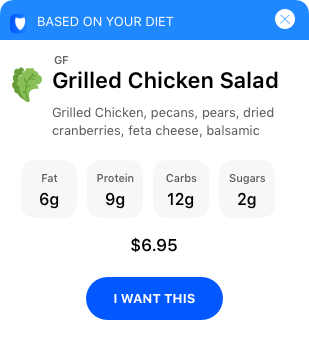 BASED ON YOUR DIET
GF
Grilled Chicken Salad
Grilled Chicken, pecans, pears, dried
cranberries, feta cheese, balsamic
Fat
6g
Protein
9g
Carbs
12g
Sugars
2g
$6.95
I WANT THIS